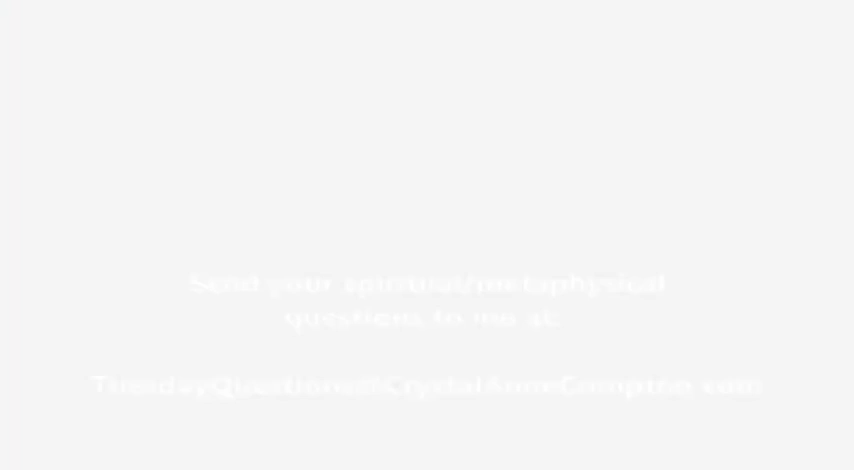 Send your spiritual/metaphysical
questions to me at:
TuesdayQuestions@CrystalAnneCompton.com